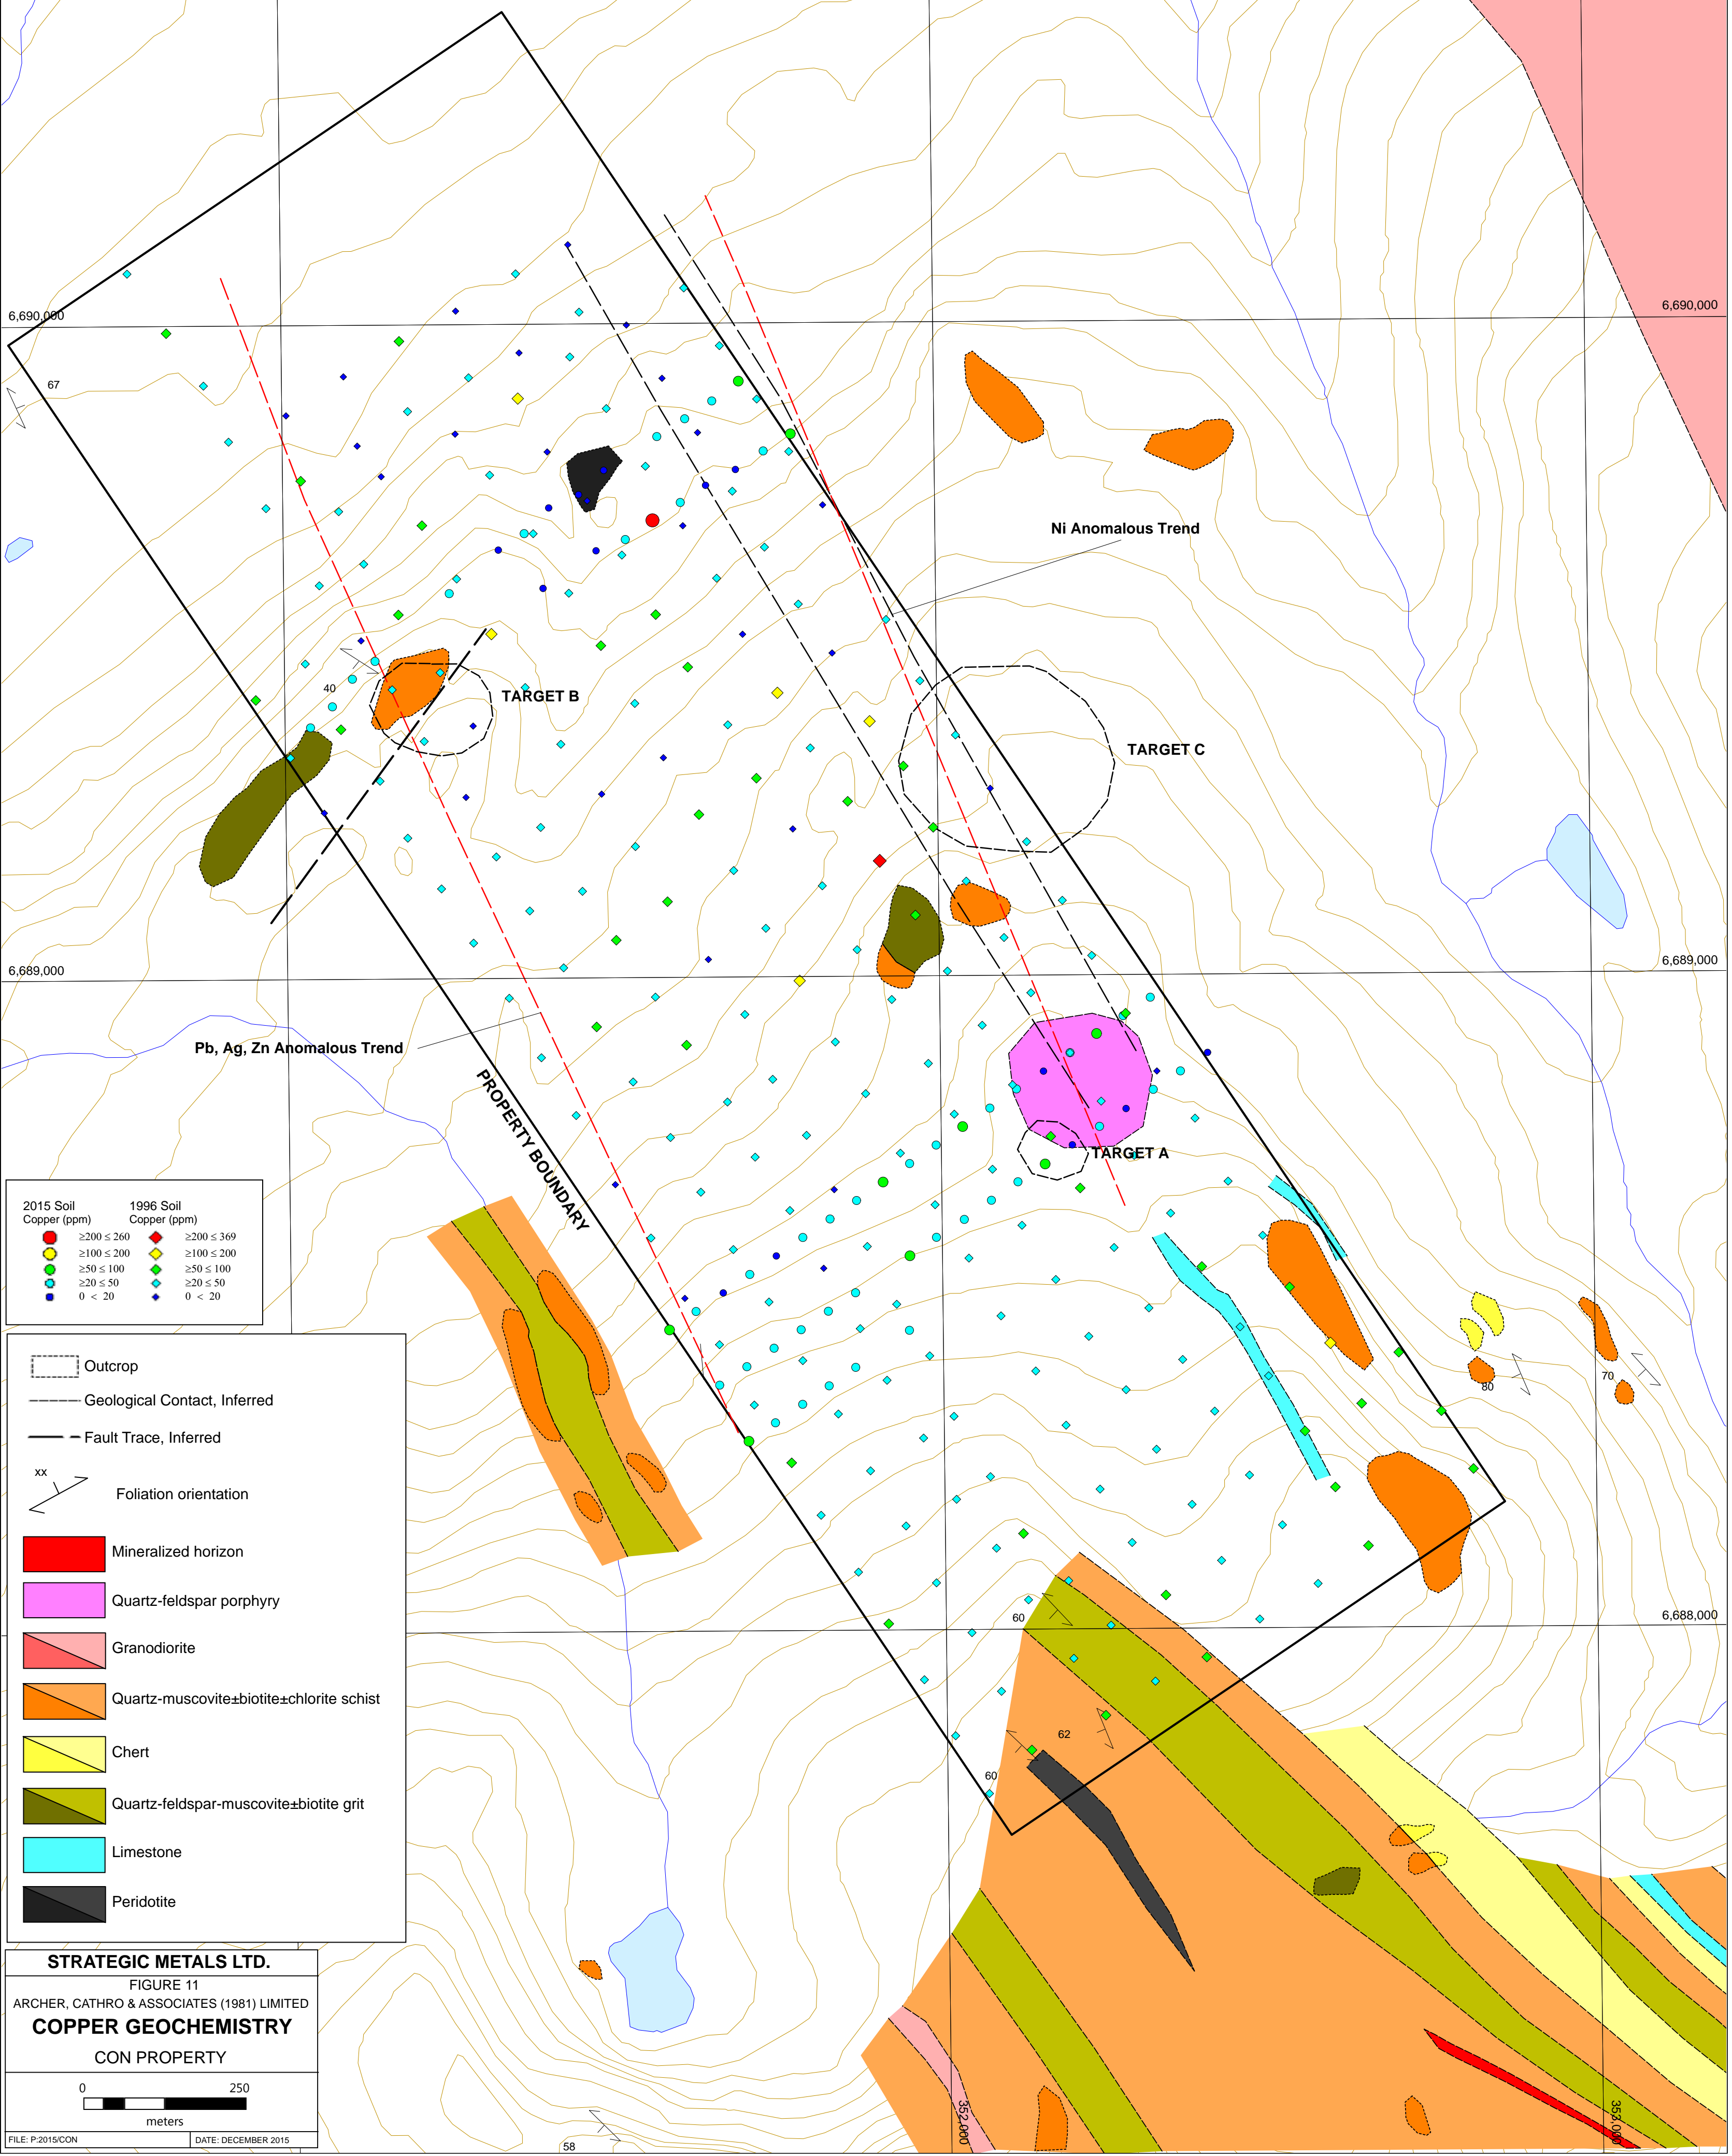 6,690,000
6,690,000
67
Ni Anomalous Trend
40
TARGET B
TARGET C
6,689,000
6,689,000
Pb, Ag, Zn Anomalous Trend
PROPERTY BOUNDARY
TARGET A
2015 Soil 1996 Soil
Copper (ppm) Copper (ppm)
≥200 ≤ 260 ≥200 ≤ 369
≥100 ≤ 200 ≥100 ≤ 200
≥50 ≤ 100 ≥50 ≤ 100
≥20 ≤ 50 ≥20 ≤ 50
0 < 20 0 < 20
80
70
Outcrop
Geological Contact, Inferred
Fault Trace, Inferred
xx
Foliation orientation
Mineralized horizon
Quartz-feldspar porphyry
Granodiorite
Quartz-muscovite±biotite±chlorite schist
Chert
Quartz-feldspar-muscovite±biotite grit
Limestone
Peridotite
60
6,688,000
62
60
STRATEGIC METALS LTD.
FIGURE 11
ARCHER, CATHRO & ASSOCIATES (1981) LIMITED
COPPER GEOCHEMISTRY
CON PROPERTY
0 250
meters
FILE: P:2015/CON DATE: DECEMBER 2015
58
352,000
353,000